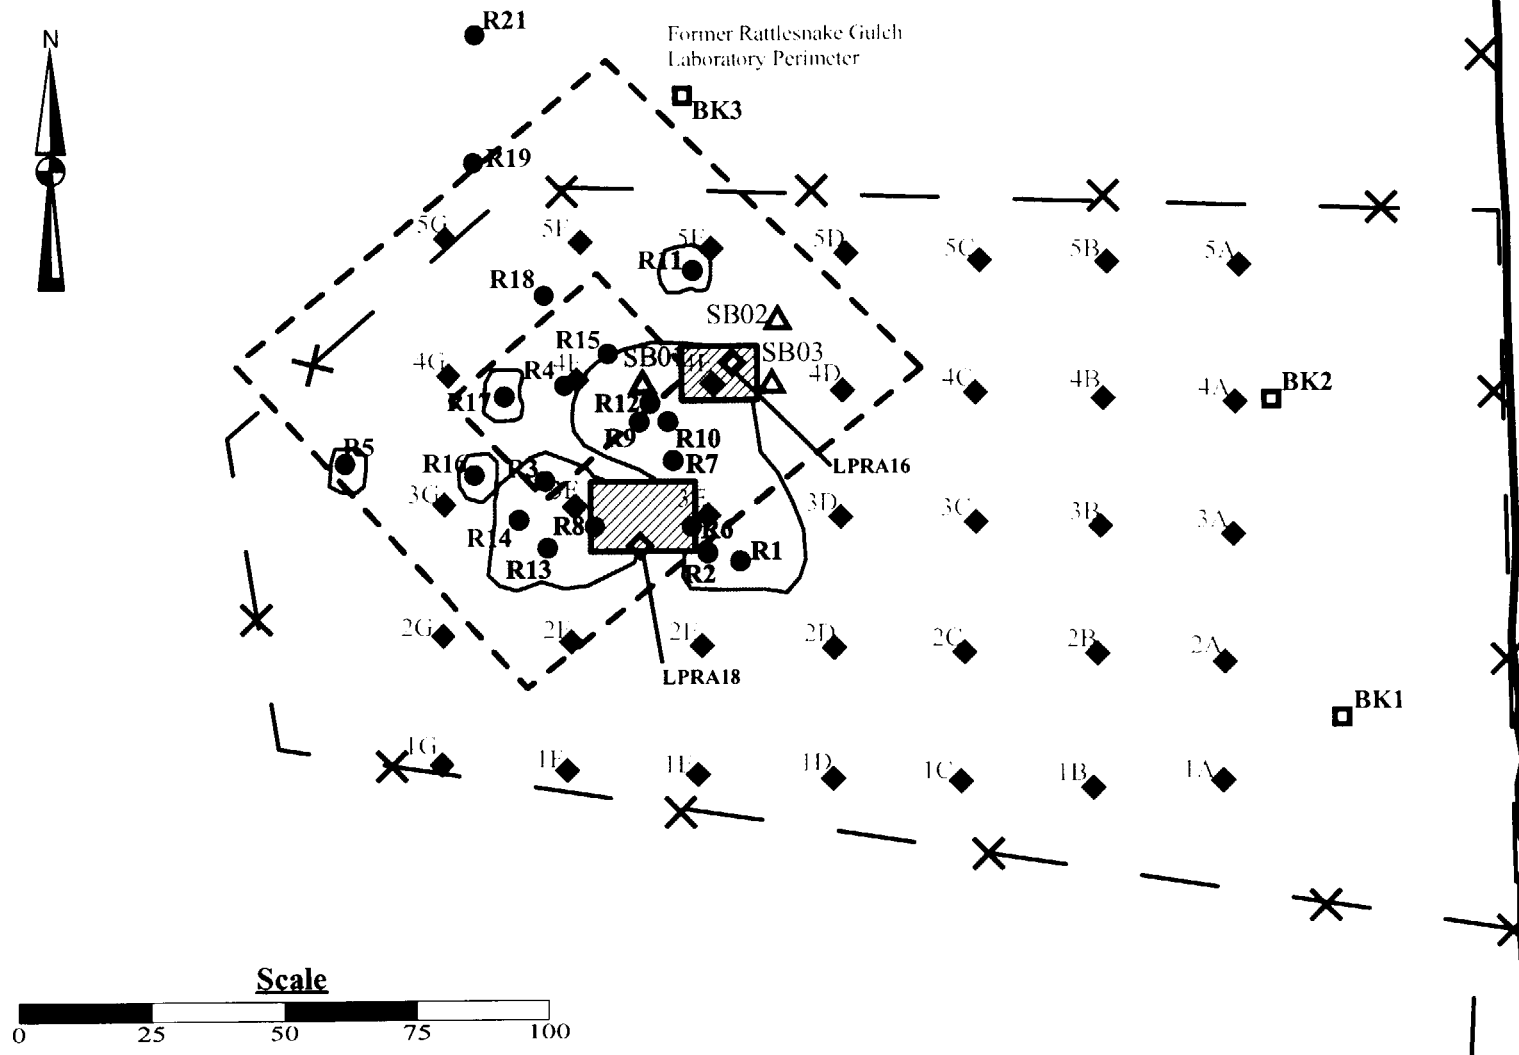 R21
N
Former Rattlesnake Gulch
Laboratory Perimeter
BK3
R19
5G
5F
5E
5D
5C
5B
5A
R11
R18
SB02
R15
SB03
4G
R4
4D
4C
4B
4A
BK2
R17
R12
R9
R10
R5
R16
R3
R7
LPRA16
3G
3D
3C
3B
3A
R14
R8
R6
R13
R2
R1
2G
2D
2C
2B
2A
LPRA18
BK1
1G
1D
1C
1B
1A
Scale
0 25 50 75 100